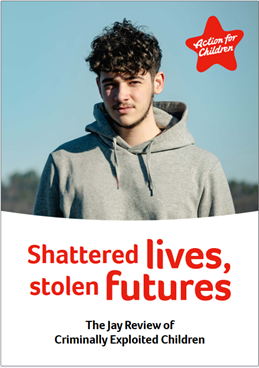 Action for
Children
Shattered lives,
stolen futures
The Jay Review of
Criminally Exploited Children